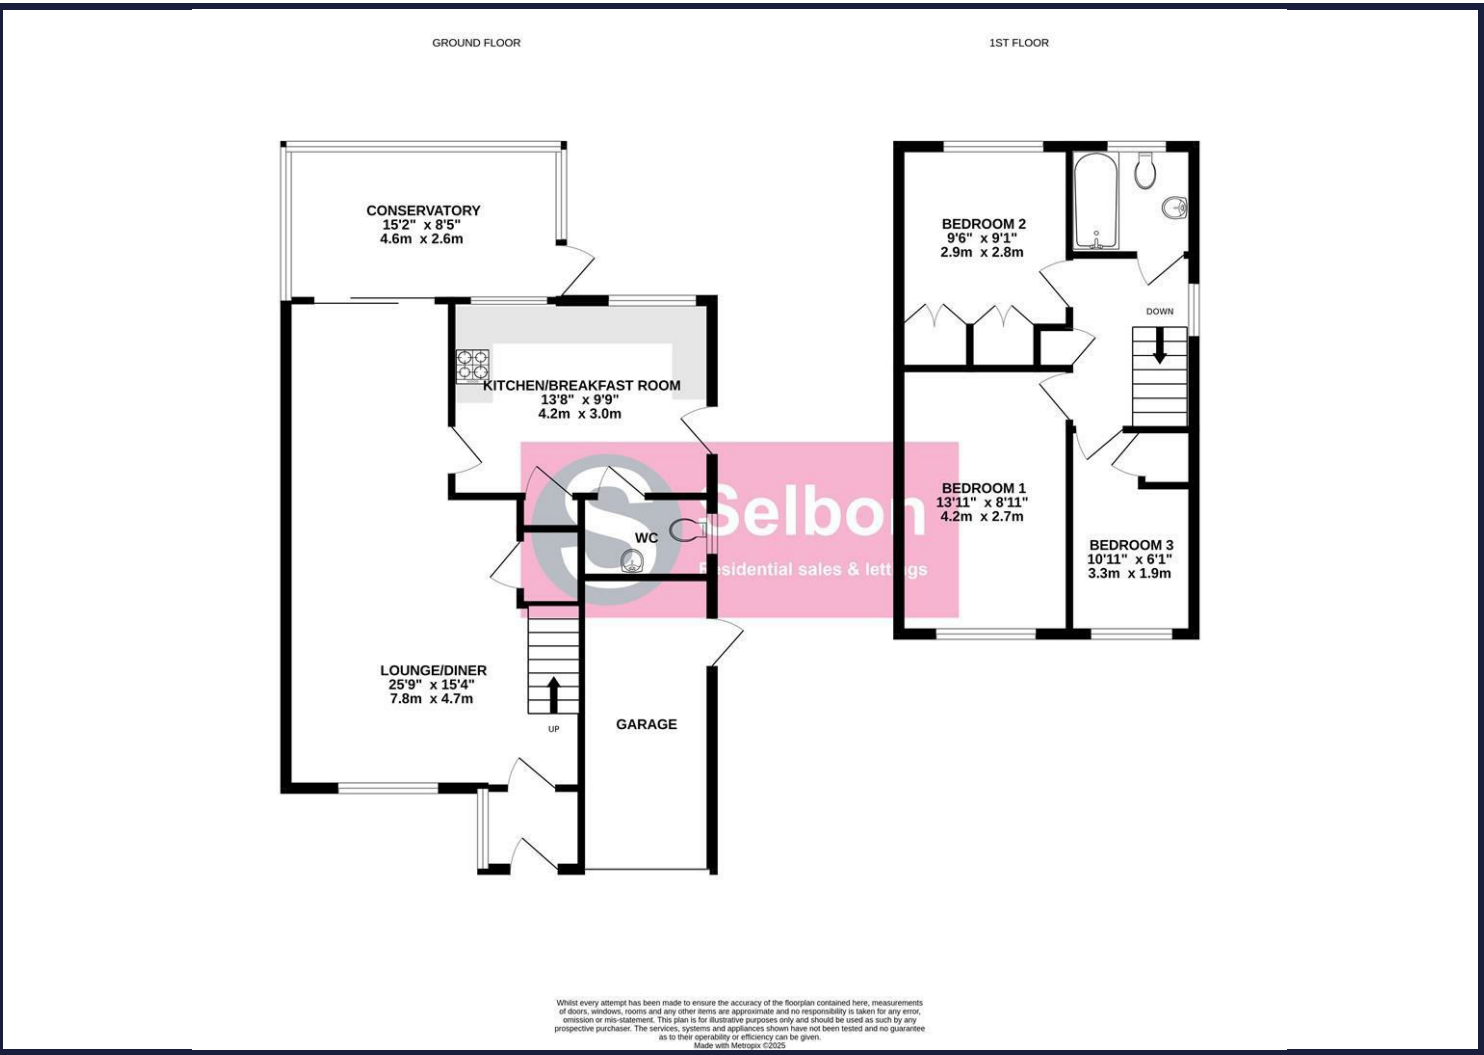 GROUND FLOOR
1ST FLOOR
CONSERVATORY
15'2" x 8'5"
4.6m x 2.6m
KITCHEN/BREAKFAST ROOM
13'8" x 9'9"
4.2m x 3.0m
WC
LOUNGE/DINER
25'9" x 15'4"
7.8m x 4.7m
UP
GARAGE
BEDROOM 2
9'6" x 9'1"
2.9m x 2.8m
DOWN
BEDROOM 1
13'11" x 8'11"
4.2m x 2.7m
BEDROOM 3
10'11" x 6'1"
3.3m x 1.9m
Selbon
Residential sales & lettings
Whilst every attempt has been made to ensure the accuracy of the floorplan contained here, measurements
of doors, windows, rooms and any other items are approximate and no responsibility is taken for any error,
omission or mis-statement. This plan is for illustrative purposes only and should be used as such by any
prospective purchaser. The services, systems and appliances shown have not been tested and no guarantee
as to their operability or efficiency can be given.
Made with Metropix ©2025